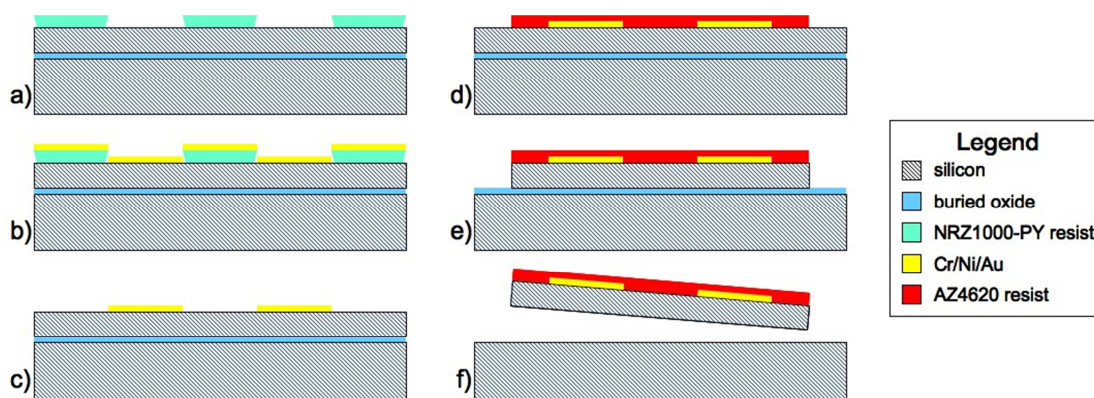 a)
b)
c)
d)
e)
f)
Legend
silicon
buried oxide
NRZ1000-PY resist
Cr/Ni/Au
AZ4620 resist